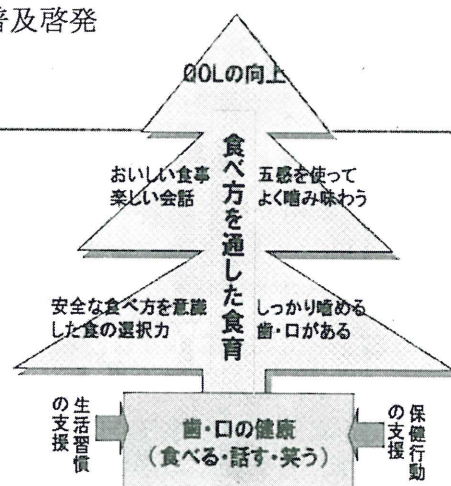 普及啓発
QOLの向上
食べ方を通した食育
おいしい食事
楽しい会話
五感を使って
よく噛み味わう
安全な食べ方を意識
した食の選択力
しっかり噛める
歯・口がある
生活習慣
の支援
歯・口の健康
（食べる・話す・笑う）
保健行動
の支援